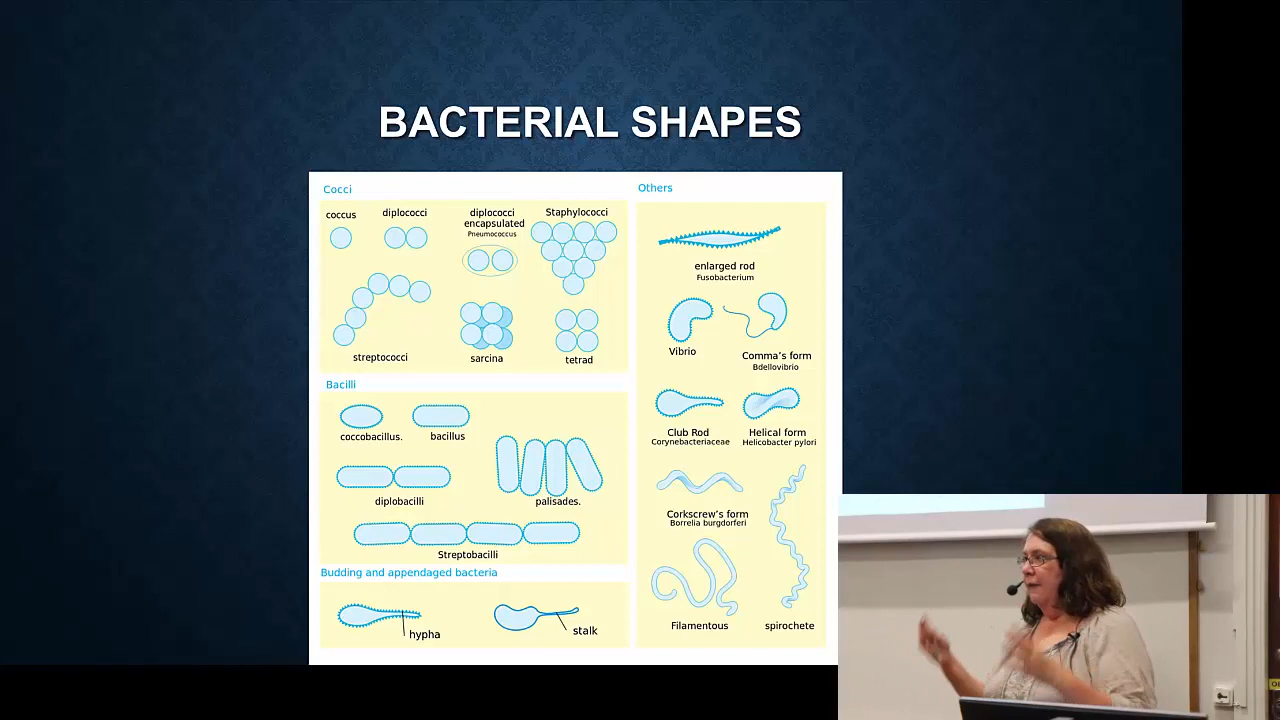 BACTERIAL SHAPES
Cocci
coccus
diplococci
diplococci
encapsulated
Pneumococcus
Staphylococci
streptococci
sarcina
tetrad
Bacilli
coccobacillus.
bacillus
diplobacilli
palisades.
Streptobacilli
Budding and appendaged bacteria
hypha
stalk
Others
enlarged rod
Fusobacterium
Vibrio
Comma's form
Bdellovibrio
Club Rod
Corynebacteriaceae
Helical form
Helicobacter pylori
Corkscrew's form
Borrelia burgdorferi
Filamentous
spirochete